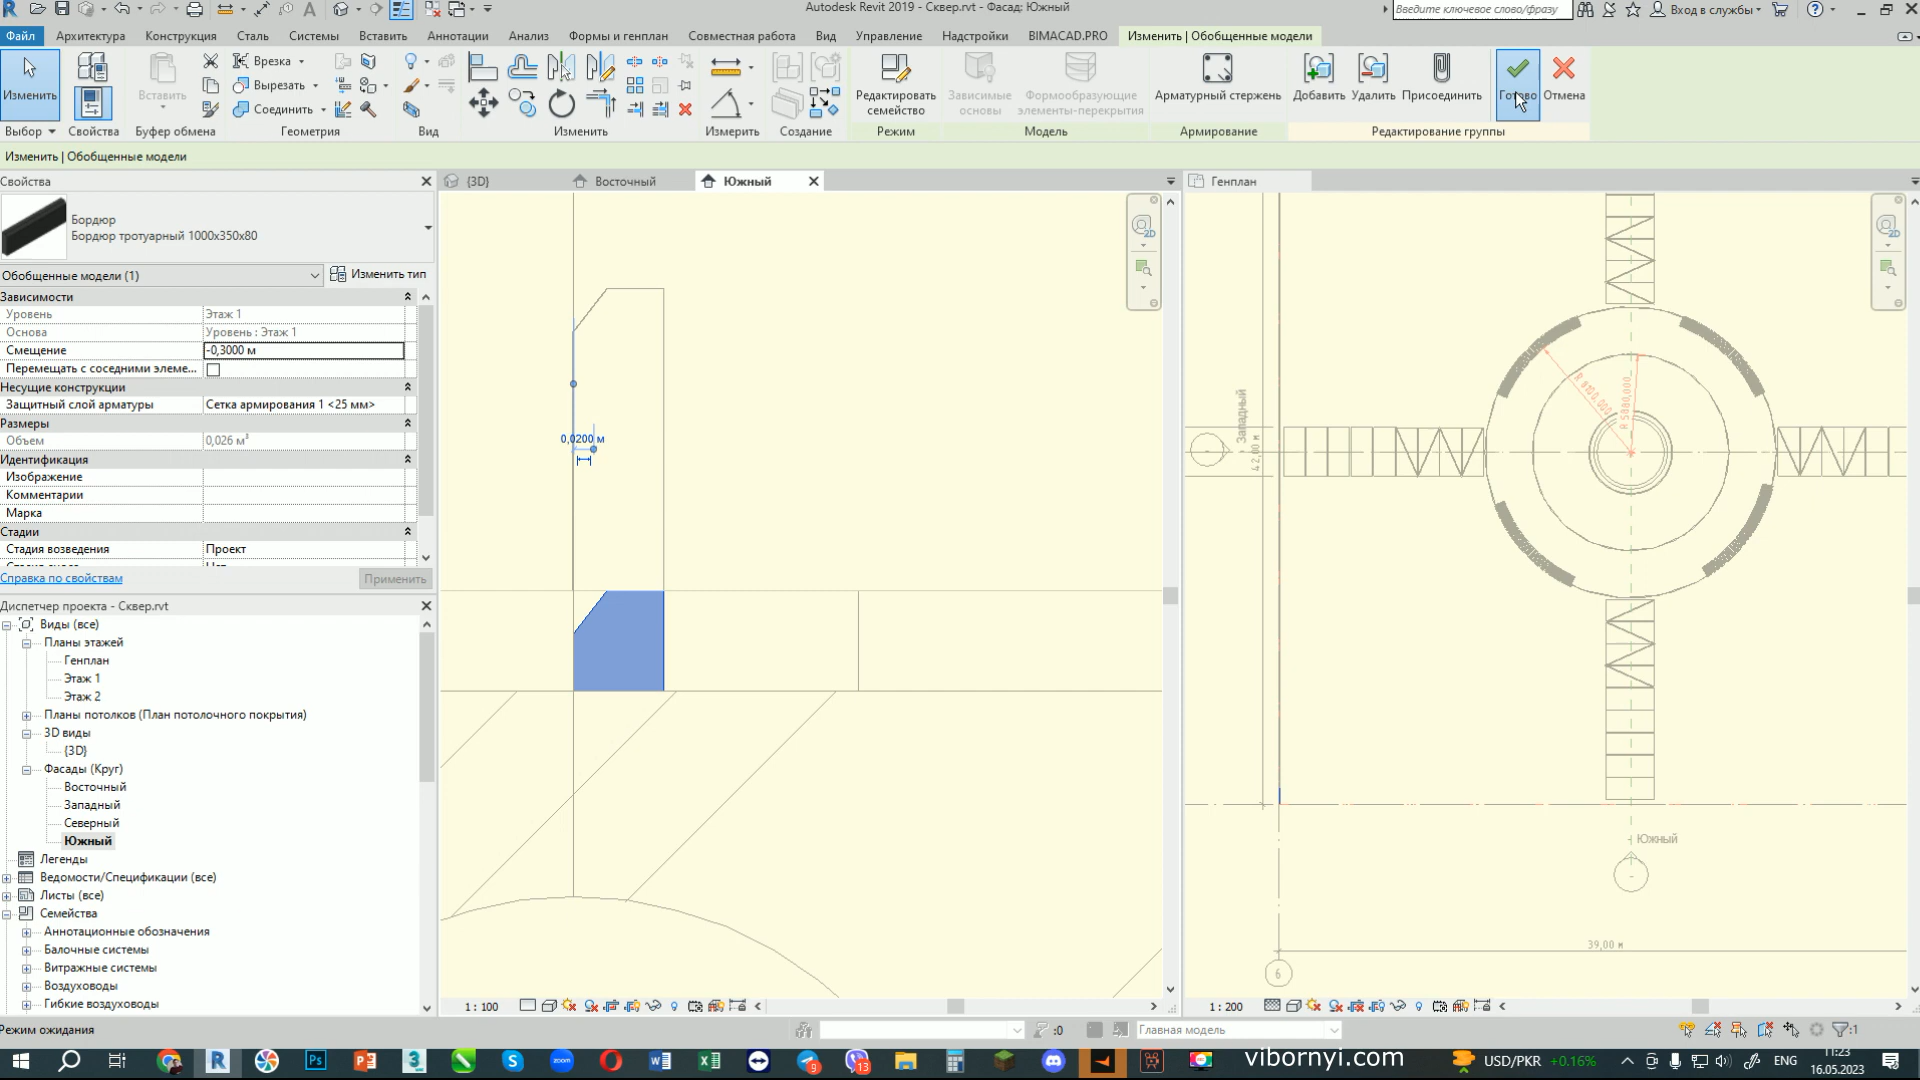 Autodesk Revit 2019 - Сквер.rvt - Фасад: Южный
Введите ключевое слово/фразу
Вход в службы
Файл Архитектура Конструкция Сталь Системы Вставить Аннотации Анализ Формы и генплан Совместная работа Вид Управление Надстройки BIMACAD.PRO Изменить | Обобщенные модели
Изменить
Вставить
Врезка
Вырезать
Соединить
Редактировать семейство
Зависимые основы
Формообразующие элементы-перекрытия
Арматурный стержень
Добавить Удалить Присоединить
Готово Отмена
Выбор Свойства Буфер обмена Геометрия Вид Изменить Измерить Создание Режим Модель Армирование Редактирование группы
Изменить | Обобщенные модели
Свойства
{3D} Восточный Южный Генплан
Бордюр
Бордюр тротуарный 1000x350x80
Обобщенные модели (1) Изменить тип
Зависимости
Уровень Этаж 1
Основа Уровень : Этаж 1
Смещение -0,3000 м
Перемещать с соседними элеме...
Несущие конструкции
Защитный слой арматуры Сетка армирования 1 <25 мм>
Размеры
Объем 0,026 м³
Идентификация
Изображение
Комментарии
Марка
Стадии
Стадия возведения Проект
Справка по свойствам Применить
Диспетчер проекта - Сквер.rvt
Виды (все)
Планы этажей
Генплан
Этаж 1
Этаж 2
Планы потолков (План потолочного покрытия)
3D виды
{3D}
Фасады (Круг)
Восточный
Западный
Северный
Южный
Легенды
Ведомости/Спецификации (все)
Листы (все)
Семейства
Аннотационные обозначения
Балочные системы
Витражные системы
Воздуховоды
Гибкие воздуховоды
0,0200 м
2D
2D
Западный
42,00 м
R 5880,000
Южный
39,00 м
6
1 : 100
1 : 200
Режим ожидания
:0
Главная модель
:1
vibornyi.com
USD/PKR +0.16%
ENG
11:23
16.05.2023